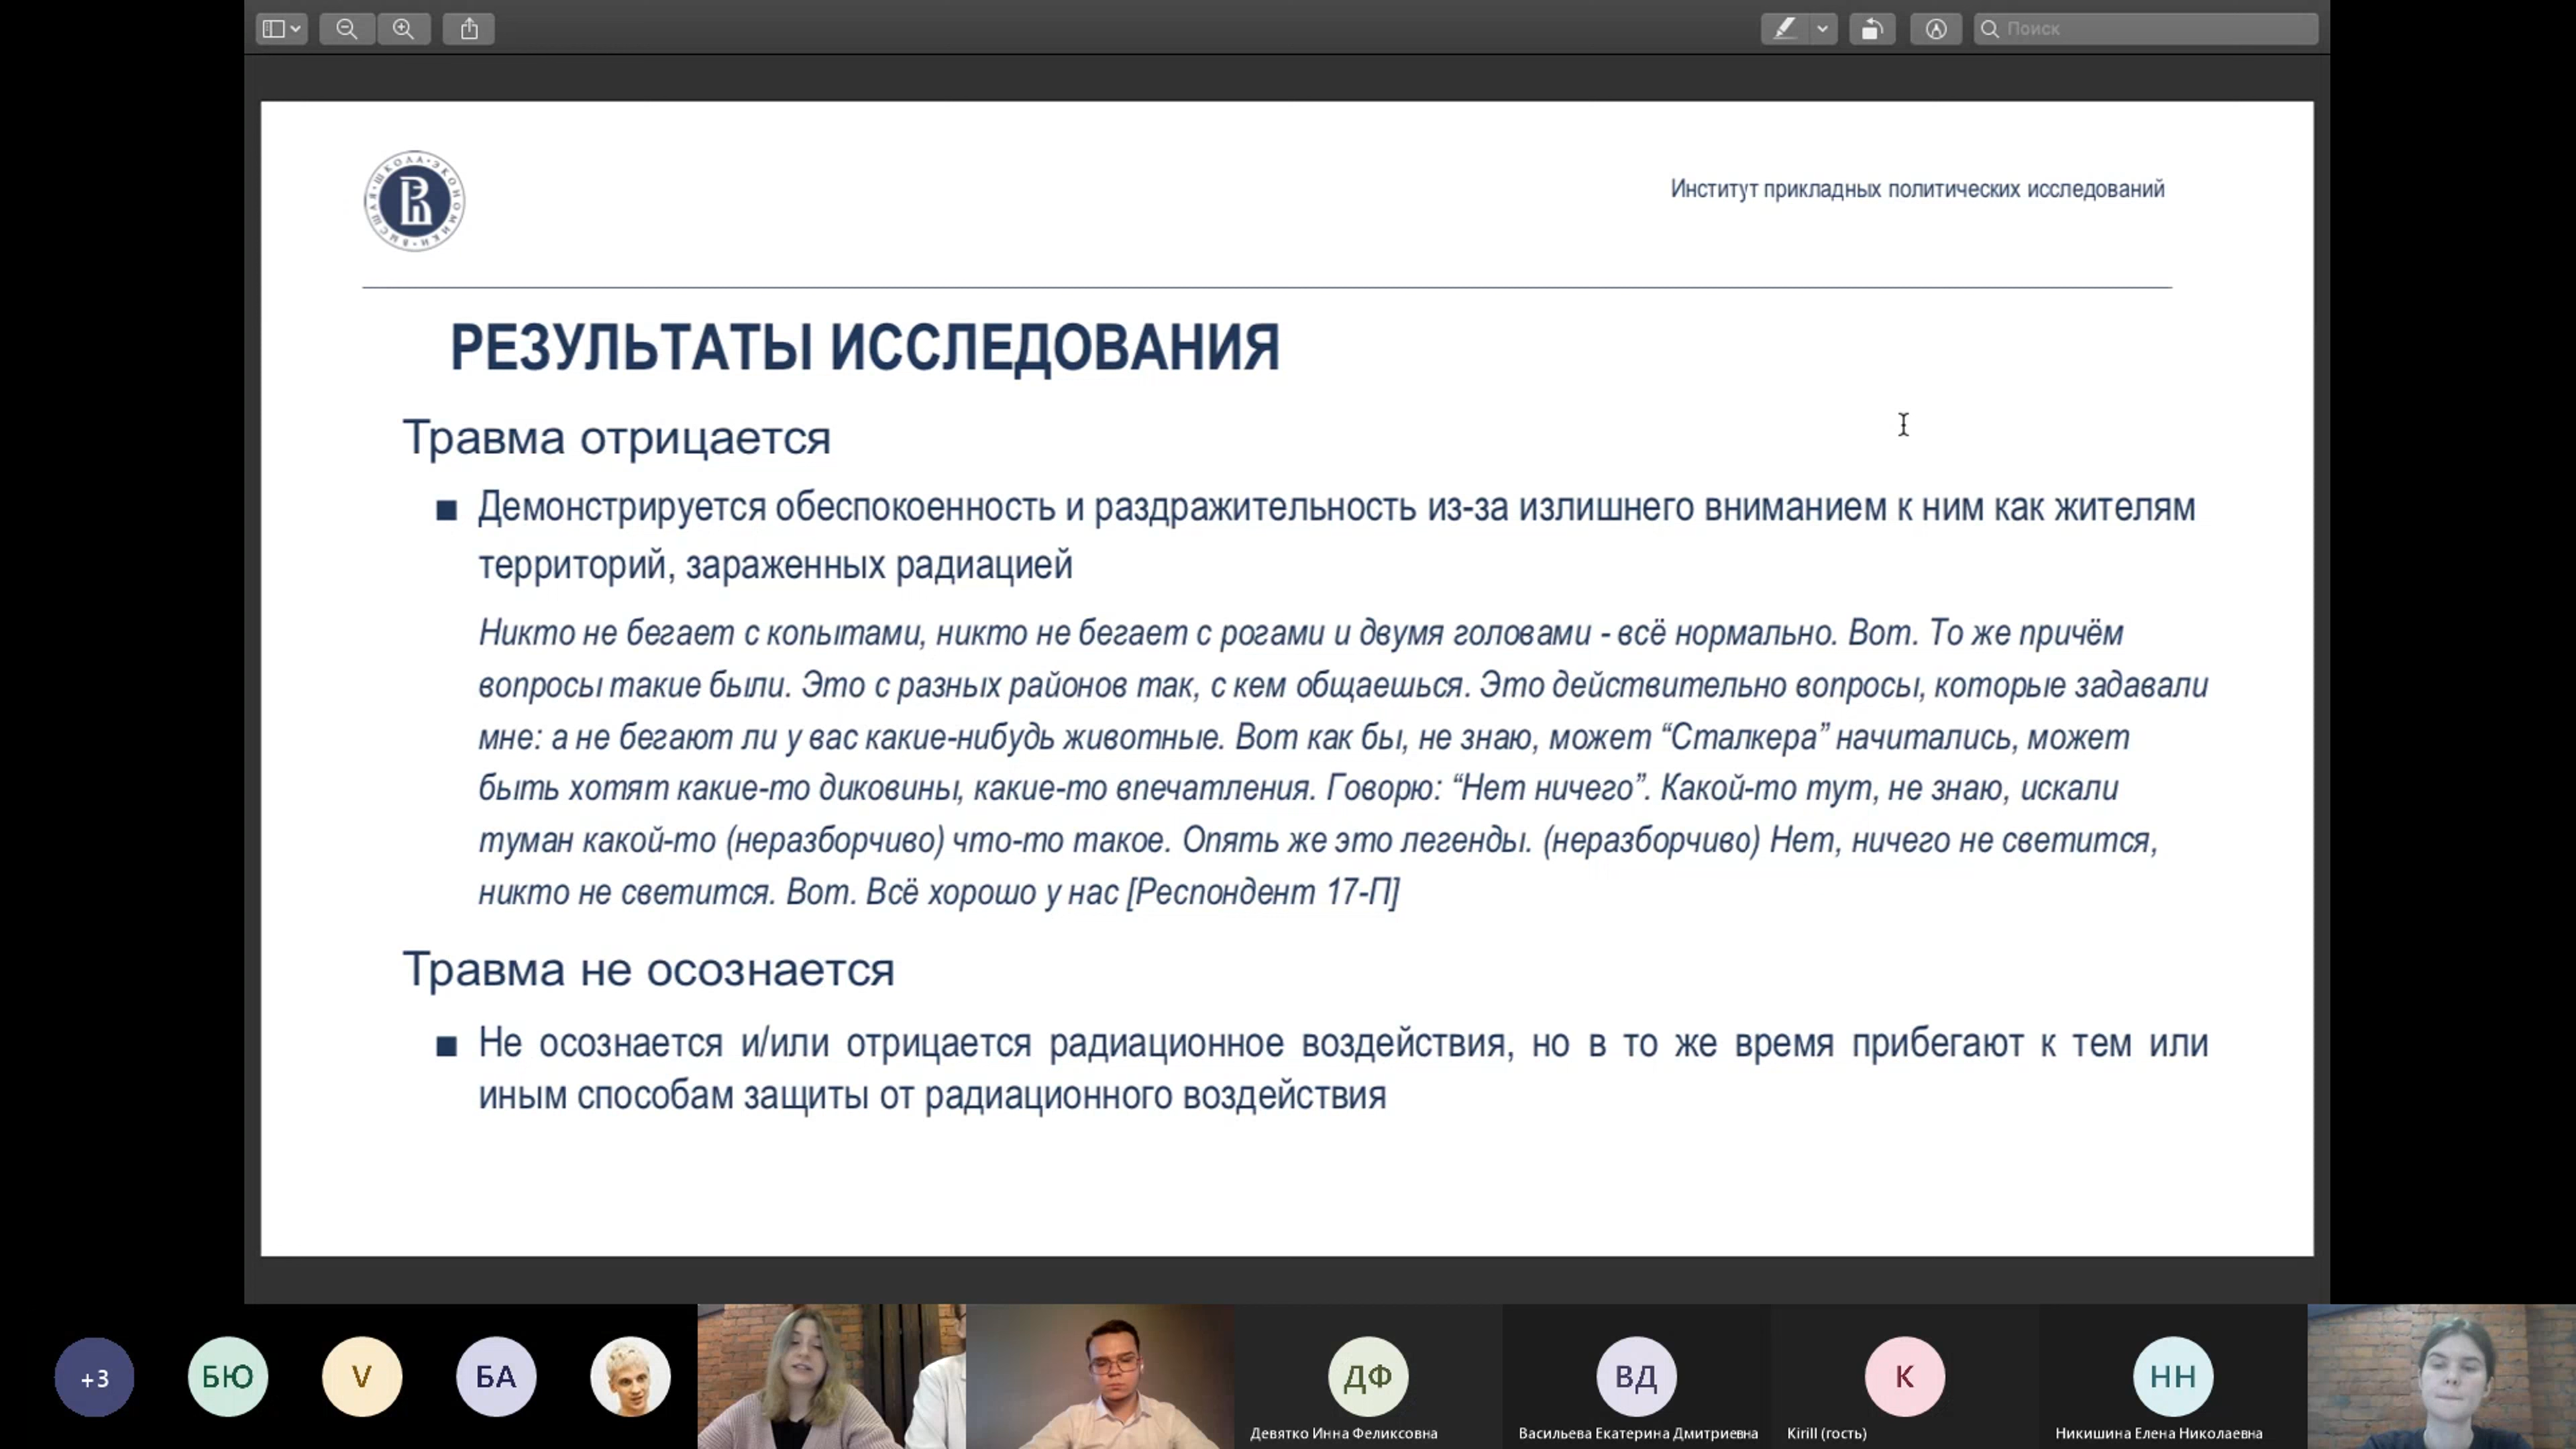 Поиск
ВЫСШАЯ ШКОЛА ЭКОНОМИКИ
Институт прикладных политических исследований
РЕЗУЛЬТАТЫ ИССЛЕДОВАНИЯ
Травма отрицается
Демонстрируется обеспокоенность и раздражительность из-за излишнего вниманием к ним как жителям
территорий, зараженных радиацией
Никто не бегает с копытами, никто не бегает с рогами и двумя головами - всё нормально. Вот. То же причём
вопросы такие были. Это с разных районов так, с кем общаешься. Это действительно вопросы, которые задавали
мне: а не бегают ли у вас какие-нибудь животные. Вот как бы, не знаю, может “Сталкера” начитались, может
быть хотят какие-то диковины, какие-то впечатления. Говорю: “Нет ничего”. Какой-то тут, не знаю, искали
туман какой-то (неразборчиво) что-то такое. Опять же это легенды. (неразборчиво) Нет, ничего не светится,
никто не светится. Вот. Всё хорошо у нас [Респондент 17-П]
Травма не осознается
Не осознается и/или отрицается радиационное воздействия, но в то же время прибегают к тем или
иным способам защиты от радиационного воздействия
+3
БЮ
V
БА
ДФ
Девятко Инна Феликсовна
ВД
Васильева Екатерина Дмитриевна
К
Kirill (гость)
НН
Никишина Елена Николаевна